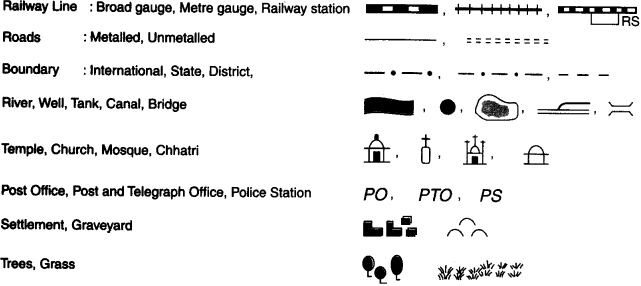 Railway Line : Broad gauge, Metre gauge, Railway station , , RS
Roads : Metalled, Unmetalled ,
Boundary : International, State, District, , ,
River, Well, Tank, Canal, Bridge , , , ,
Temple, Church, Mosque, Chhatri , , ,
Post Office, Post and Telegraph Office, Police Station PO, PTO, PS
Settlement, Graveyard ,
Trees, Grass